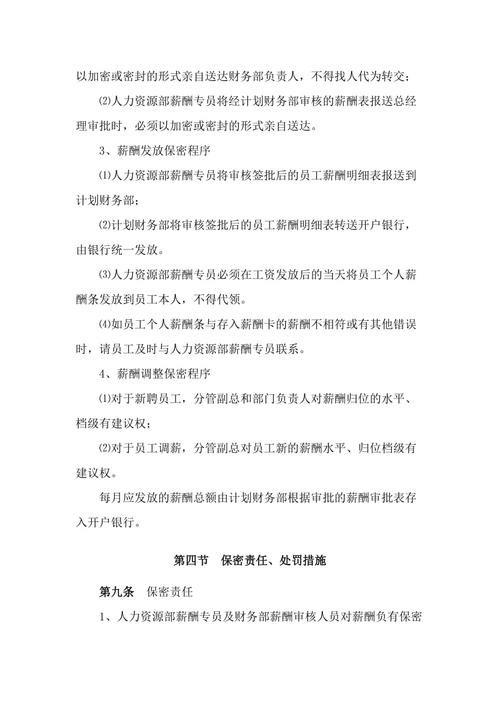 以加密或密封的形式亲自送达财务部负责人，不得找人代为转交；
⑵人力资源部薪酬专员将经计划财务部审核的薪酬表报送总经
理审批时，必须以加密或密封的形式亲自送达。
3、薪酬发放保密程序
⑴人力资源部薪酬专员将审核签批后的员工薪酬明细表报送到
计划财务部；
⑵计划财务部将审核签批后的员工薪酬明细表转送开户银行，
由银行统一发放。
⑶人力资源部薪酬专员必须在工资发放后的当天将员工个人薪
酬条发放到员工本人，不得代领。
⑷如员工个人薪酬条与存入薪酬卡的薪酬不相符或有其他错误
时，请员工及时与人力资源部薪酬专员联系。
4、薪酬调整保密程序
⑴对于新聘员工，分管副总和部门负责人对薪酬归位的水平、
档级有建议权；
⑵对于员工调薪，分管副总对员工新的薪酬水平、归位档级有
建议权。
每月应发放的薪酬总额由计划财务部根据审批的薪酬审批表存
入开户银行。
第四节 保密责任、处罚措施
第九条 保密责任
1、人力资源部薪酬专员及财务部薪酬审核人员对薪酬负有保密